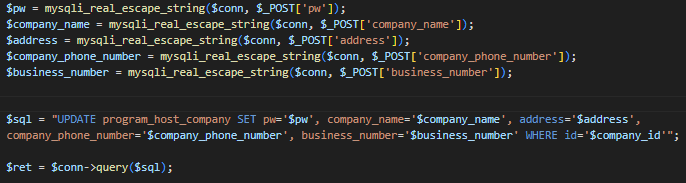 $pw = mysqli_real_escape_string($conn, $_POST['pw']);
$company_name = mysqli_real_escape_string($conn, $_POST['company_name']);
$address = mysqli_real_escape_string($conn, $_POST['address']);
$company_phone_number = mysqli_real_escape_string($conn, $_POST['company_phone_number']);
$business_number = mysqli_real_escape_string($conn, $_POST['business_number']);
$sql = "UPDATE program_host_company SET pw='$pw', company_name='$company_name', address='$address',
company_phone_number='$company_phone_number', business_number='$business_number' WHERE id='$company_id'";
$ret = $conn->query($sql);